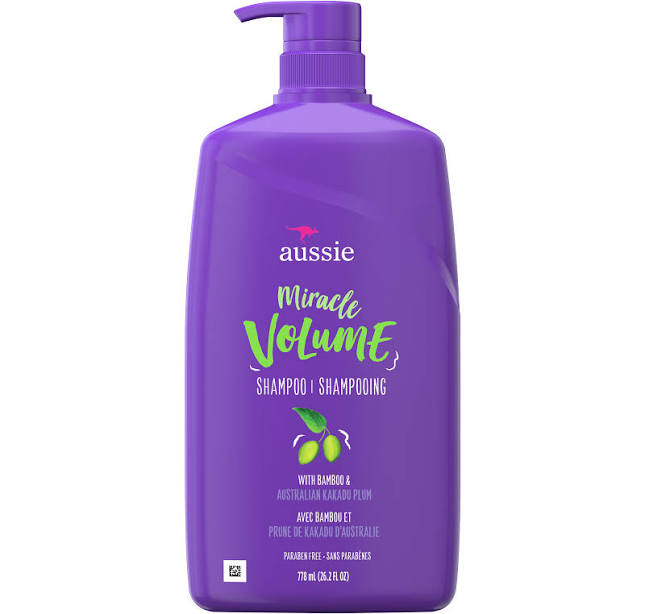 aussie
Miracle
VOLUME
SHAMPOO | SHAMPOOING
WITH BAMBOO &
AUSTRALIAN KAKADU PLUM
AVEC BAMBOU ET
PRUNE DE KAKADU D'AUSTRALIE
PARABEN FREE • SANS PARABÈNES
778 mL (26.2 FL OZ)